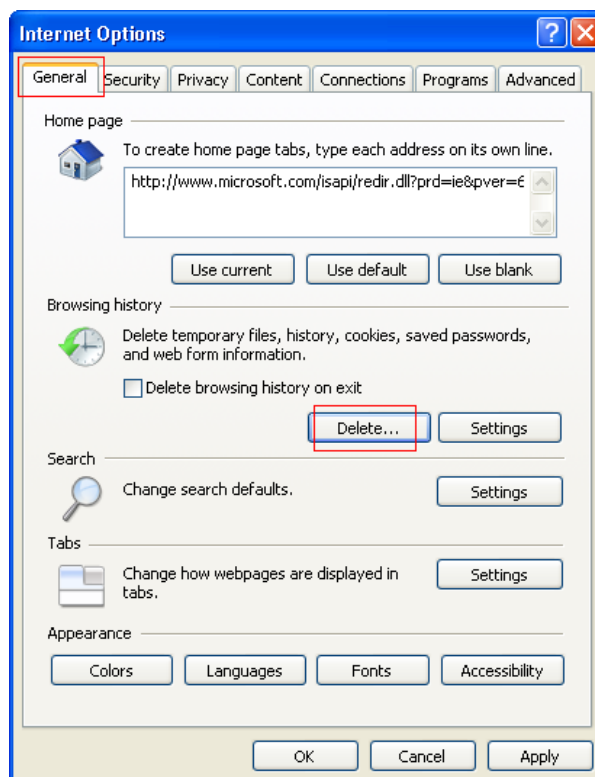 Internet Options
General Security Privacy Content Connections Programs Advanced
Home page
To create home page tabs, type each address on its own line.
http://www.microsoft.com/isapi/redir.dll?prd=ie&pver=6
Use current Use default Use blank
Browsing history
Delete temporary files, history, cookies, saved passwords,
and web form information.
Delete browsing history on exit
Delete... Settings
Search
Change search defaults. Settings
Tabs
Change how webpages are displayed in
tabs.
Settings
Appearance
Colors Languages Fonts Accessibility
OK Cancel Apply